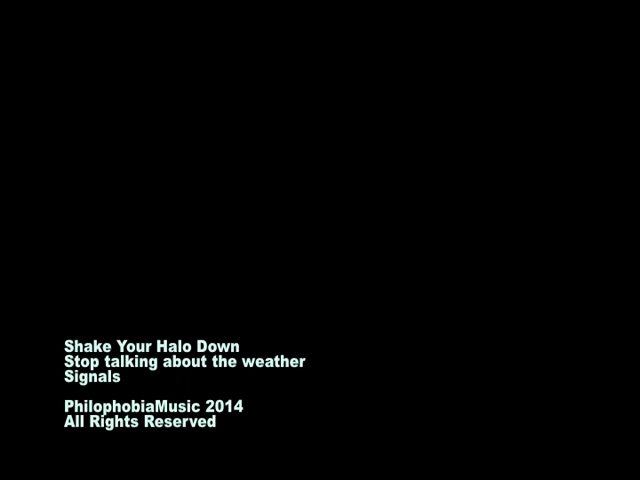 Shake Your Halo Down
Stop talking about the weather
Signals
PhilophobiaMusic 2014
All Rights Reserved